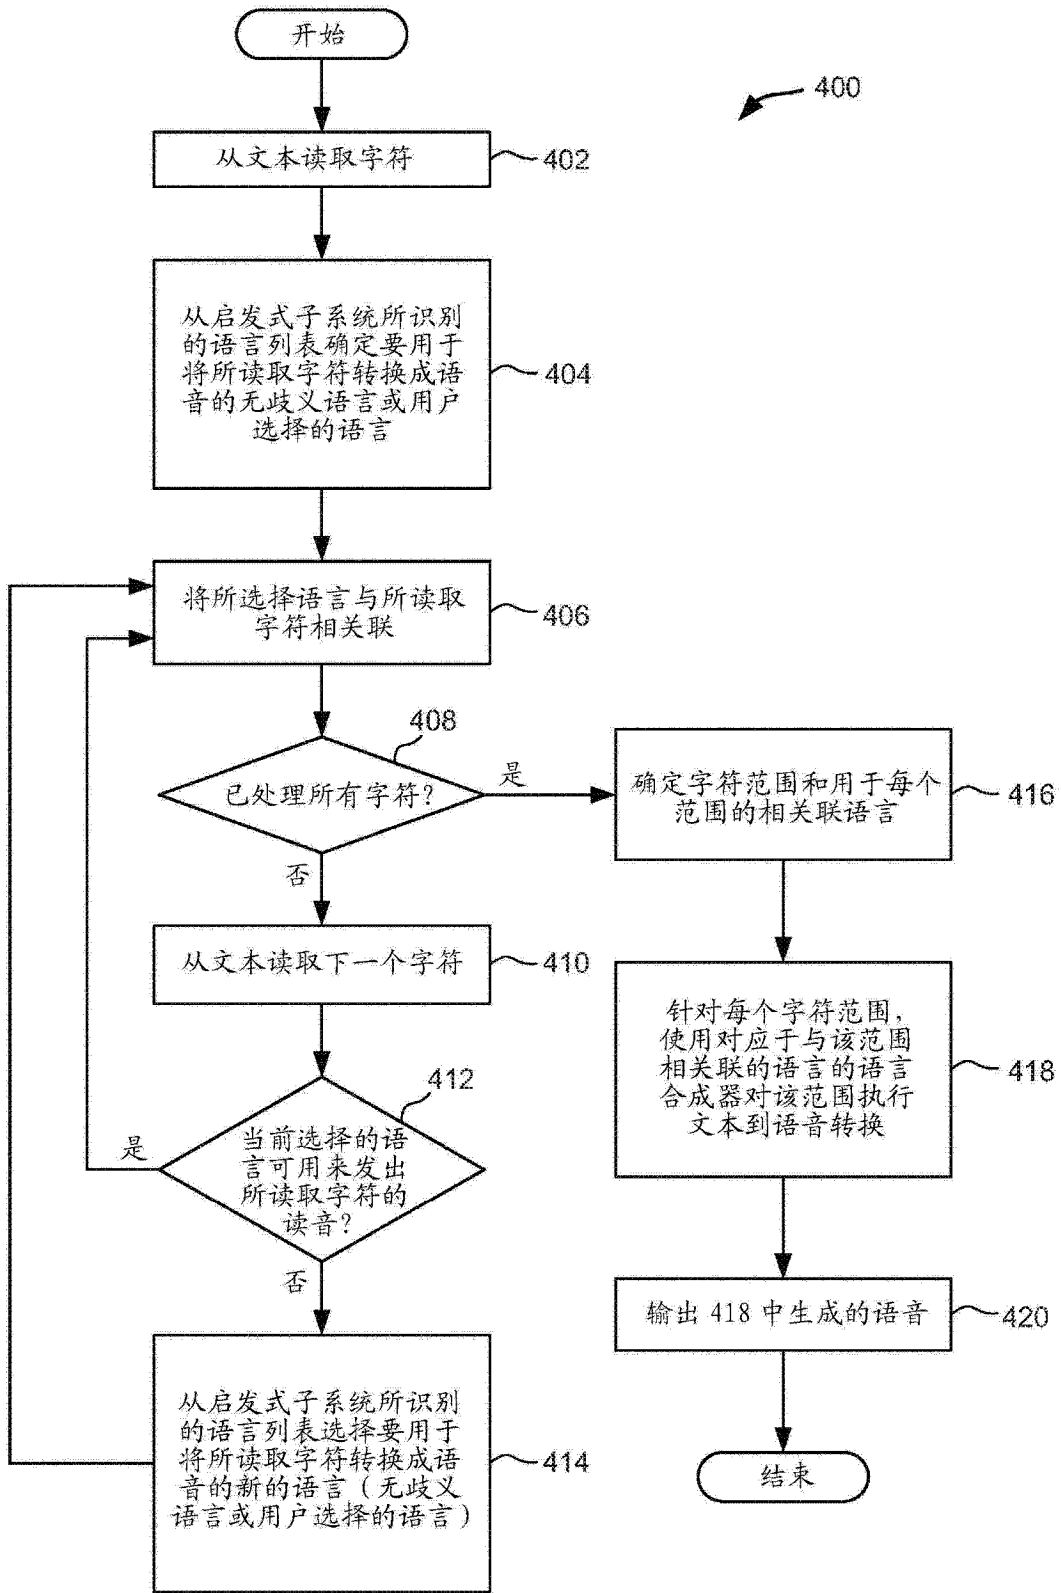 开始
400
从文本读取字符
402
从启发式子系统所识别
的语言列表确定要用于
将所读取字符转换成语
音的无歧义语言或用户
选择的语言
404
将所选择语言与所读取
字符相关联
406
408
已处理所有字符？
是
否
确定字符范围和用于每个
范围的相关联语言
416
从文本读取下一个字符
410
针对每个字符范围，
使用对应于与该范围
相关联的语言的语言
合成器对该范围执行
文本到语音转换
418
412
当前选择的语
言可用来发出
所读取字符的
读音？
是
否
输出 418 中生成的语音
420
从启发式子系统所识别
的语言列表选择要用于
将所读取字符转换成语
音的新的语言（无歧义
语言或用户选择的语言）
414
结束